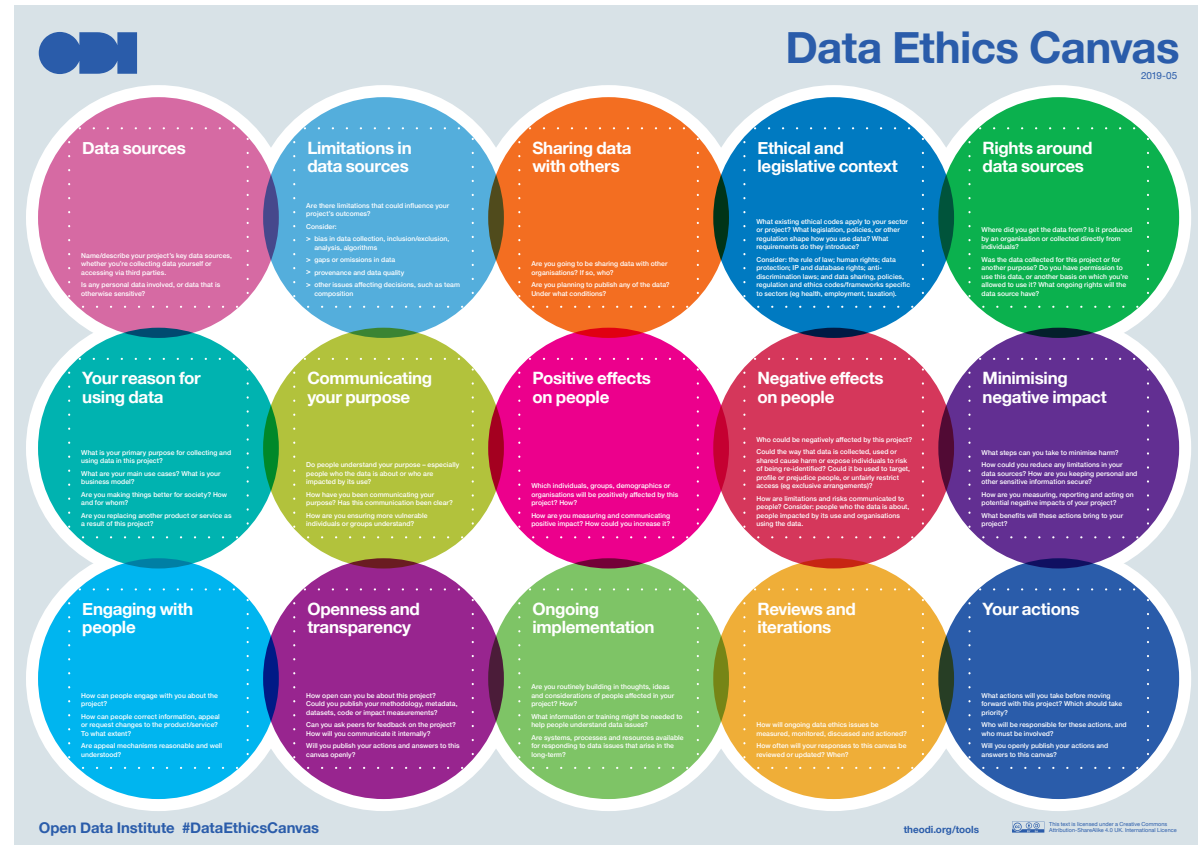 ODI
Data Ethics Canvas
2019-05
Data sources
Name/describe your project's key data sources,
whether you're collecting data yourself or
accessing via third parties.
Is any personal data involved, or data that is
otherwise sensitive?
Limitations in
data sources
Are there limitations that could influence your
project's outcomes?
Consider:
> bias in data collection, inclusion/exclusion,
analysis, algorithms
> gaps or omissions in data
> provenance and data quality
> other issues affecting decisions, such as team
composition
Sharing data
with others
Are you going to be sharing data with other
organisations? If so, who?
Are you planning to publish any of the data?
Under what conditions?
Ethical and
legislative context
What existing ethical codes apply to your sector
or project? What legislation, policies, or other
regulation shape how you use data? What
requirements do they introduce?
Consider: the rule of law; human rights; data
protection; IP and database rights; anti-
discrimination laws; and data sharing, policies,
regulation and ethics codes/frameworks specific
to sectors (eg health, employment, taxation).
Rights around
data sources
Where did you get the data from? Is it produced
by an organisation or collected directly from
individuals?
Was the data collected for this project or for
another purpose? Do you have permission to
use this data, or another basis on which you're
allowed to use it? What ongoing rights will the
data source have?
Your reason for
using data
What is your primary purpose for collecting and
using data in this project?
What are your main use cases? What is your
business model?
Are you making things better for society? How
and for whom?
Are you replacing another product or service as
a result of this project?
Communicating
your purpose
Do people understand your purpose – especially
people who the data is about or who are
impacted by its use?
How have you been communicating your
purpose? Has this communication been clear?
How are you ensuring more vulnerable
individuals or groups understand?
Positive effects
on people
Which individuals, groups, demographics or
organisations will be positively affected by this
project? How?
How are you measuring and communicating
positive impact? How could you increase it?
Negative effects
on people
Who could be negatively affected by this project?
Could the way that data is collected, used or
shared cause harm or expose individuals to risk
of being re-identified? Could it be used to target,
profile or prejudice people, or unfairly restrict
access (eg exclusive arrangements)?
How are limitations and risks communicated to
people? Consider: people who the data is about,
people impacted by its use and organisations
using the data.
Minimising
negative impact
What steps can you take to minimise harm?
How could you reduce any limitations in your
data sources? How are you keeping personal and
other sensitive information secure?
How are you measuring, reporting and acting on
potential negative impacts of your project?
What benefits will these actions bring to your
project?
Engaging with
people
How can people engage with you about the
project?
How can people correct information, appeal
or request changes to the product/service?
To what extent?
Are appeal mechanisms reasonable and well
understood?
Openness and
transparency
How open can you be about this project?
Could you publish your methodology, metadata,
datasets, code or impact measurements?
Can you ask peers for feedback on the project?
How will you communicate it internally?
Will you publish your actions and answers to this
canvas openly?
Ongoing
implementation
Are you routinely building in thoughts, ideas
and considerations of people affected in your
project? How?
What information or training might be needed to
help people understand data issues?
Are systems, processes and resources available
for responding to data issues that arise in the
long-term?
Reviews and
iterations
How will ongoing data ethics issues be
measured, monitored, discussed and actioned?
How often will your responses to this canvas be
reviewed or updated? When?
Your actions
What actions will you take before moving
forward with this project? Which should take
priority?
Who will be responsible for these actions, and
who must be involved?
Will you openly publish your actions and
answers to this canvas?
Open Data Institute #DataEthicsCanvas
theodi.org/tools
This text is licensed under a Creative Commons
Attribution-ShareAlike 4.0 UK. International Licence